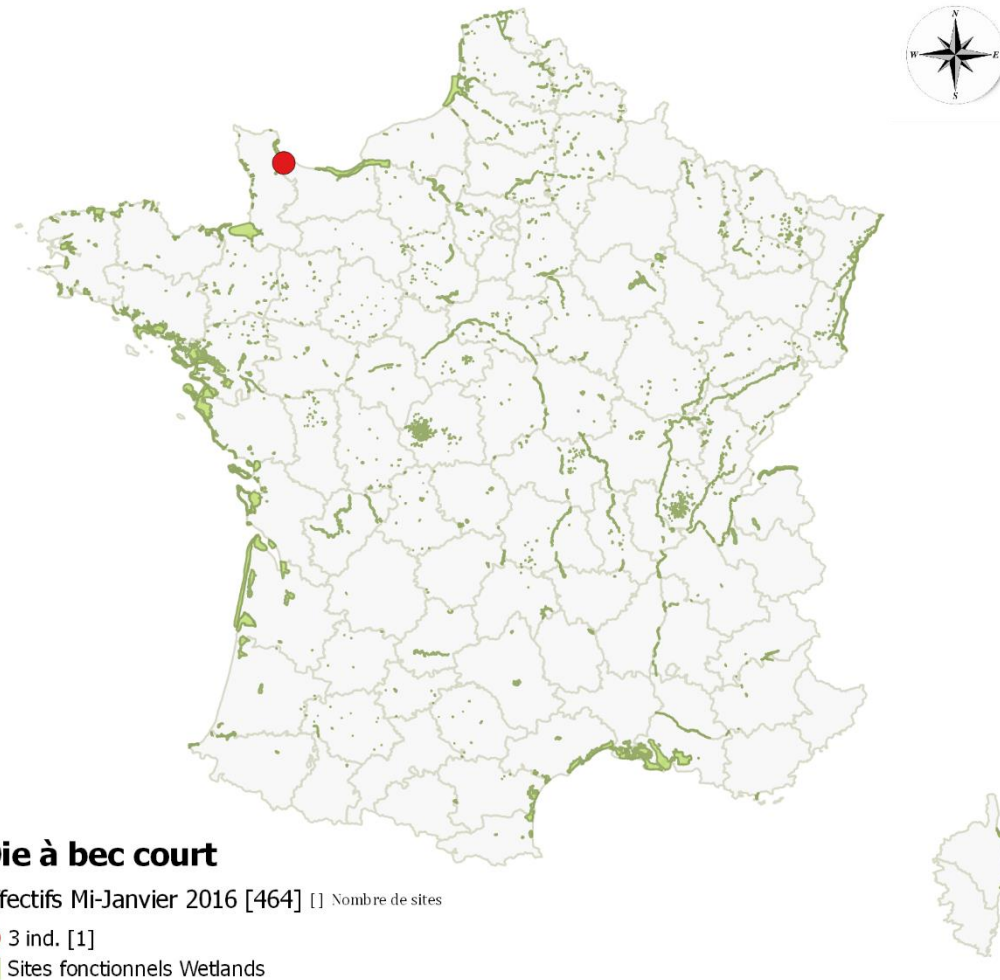 N
W E
S
ie à bec court
fectifs Mi-Janvier 2016 [464] [] Nombre de sites
3 ind. [1]
Sites fonctionnels Wetlands